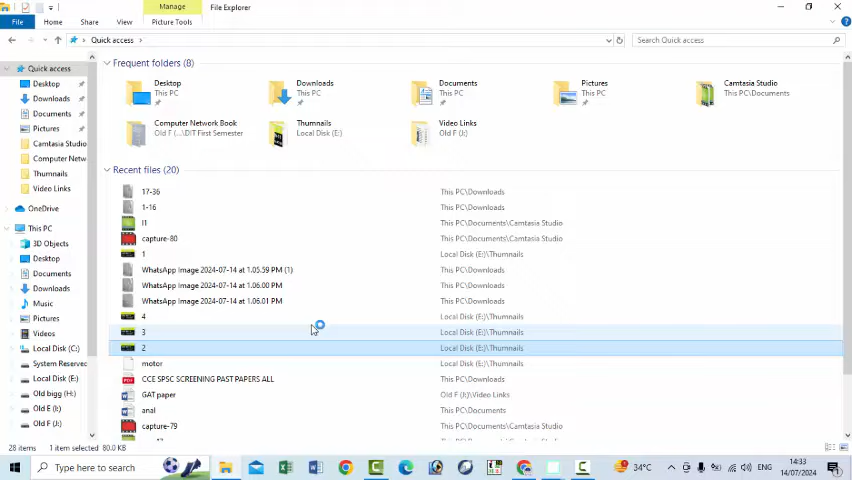 Manage
File Explorer
File
Home
Share
View
Picture Tools
Quick access
Search Quick access
Quick access
Desktop
Downloads
Documents
Pictures
Camtasia Studio
Computer Netw
Thumnails
Video Links
OneDrive
This PC
3D Objects
Desktop
Documents
Downloads
Music
Pictures
Videos
Local Disk (C:)
System Reserved
Local Disk (E:)
Old bigg (H:)
Old E (I:)
Old F (J:)
Frequent folders (8)
Desktop
This PC
Downloads
This PC
Documents
This PC
Pictures
This PC
Camtasia Studio
This PC\Documents
Computer Network Book
Old F (...\DIT First Semester
Thumnails
Local Disk (E:)
Video Links
Old F (J:)
Recent files (20)
17-36 This PC\Downloads
1-16 This PC\Downloads
l1 This PC\Documents\Camtasia Studio
capture-80 This PC\Documents\Camtasia Studio
1 Local Disk (E:)\Thumnails
WhatsApp Image 2024-07-14 at 1.05.59 PM (1) This PC\Downloads
WhatsApp Image 2024-07-14 at 1.06.00 PM This PC\Downloads
WhatsApp Image 2024-07-14 at 1.06.01 PM This PC\Downloads
4 Local Disk (E:)\Thumnails
3 Local Disk (E:)\Thumnails
2 Local Disk (E:)\Thumnails
motor Local Disk (E:)\Thumnails
CCE SPSC SCREENING PAST PAPERS ALL This PC\Downloads
GAT paper Old F (J:)\Video Links
anal This PC\Documents
capture-79 This PC\Documents\Camtasia Studio
28 items 1 item selected 80.0 KB
Type here to search
34°C
ENG
14:33
14/07/2024